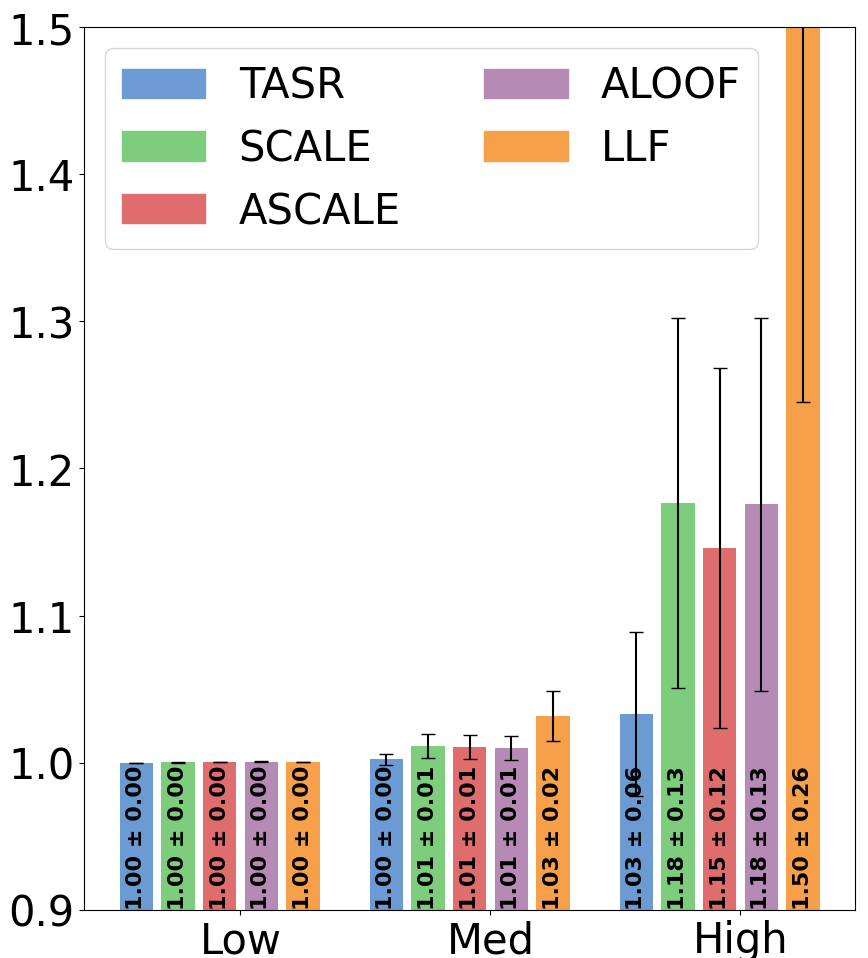 1.5
1.4
1.3
1.2
1.1
1.0
0.9
TASR
SCALE
ASCALE
ALOOF
LLF
1.00 ± 0.00
1.00 ± 0.00
1.00 ± 0.00
1.00 ± 0.00
1.00 ± 0.00
1.00 ± 0.00
1.01 ± 0.01
1.01 ± 0.01
1.01 ± 0.01
1.03 ± 0.02
1.03 ± 0.06
1.18 ± 0.13
1.15 ± 0.12
1.18 ± 0.13
1.50 ± 0.26
Low
Med
High